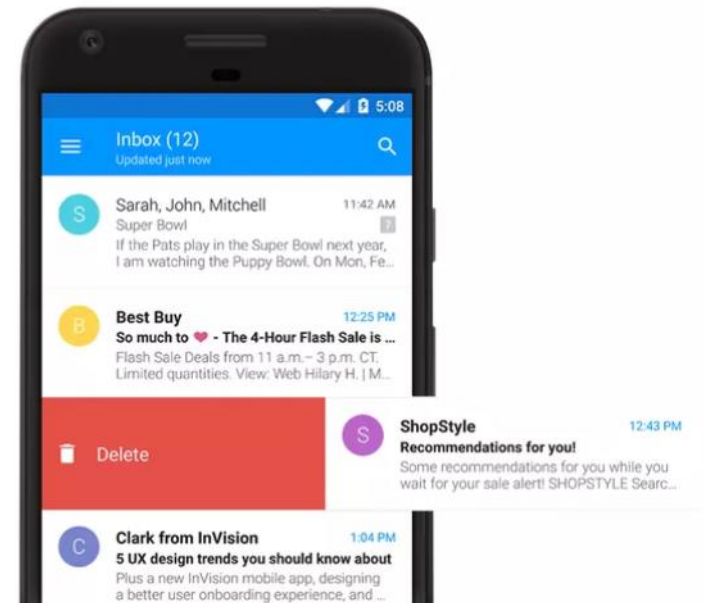 5:08
Inbox (12)
Updated just now
S
Sarah, John, Mitchell
11:42 AM
Super Bowl
7
If the Pats play in the Super Bowl next year,
I am watching the Puppy Bowl. On Mon, Fe...
B
Best Buy
12:25 PM
So much to ❤ - The 4-Hour Flash Sale is ...
Flash Sale Deals from 11 a.m.– 3 p.m. CT.
Limited quantities. View: Web Hilary H. | M...
Delete
S
ShopStyle
12:43 PM
Recommendations for you!
Some recommendations for you while you
wait for your sale alert! SHOPSTYLE Searc...
C
Clark from InVision
1:04 PM
5 UX design trends you should know about
Plus a new InVision mobile app, designing
a better user onboarding experience, and ...